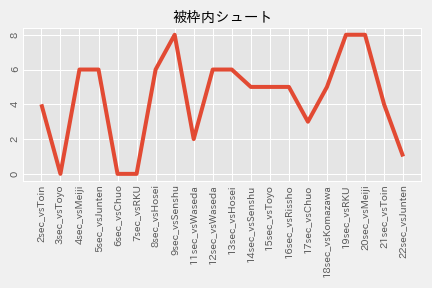 被枠内シュート
8
6
4
2
0
2sec_vsToin
3sec_vsToyo
4sec_vsMeiji
5sec_vsJunten
6sec_vsChuo
7sec_vsRKU
8sec_vsHosei
9sec_vsSenshu
11sec_vsWaseda
12sec_vsWaseda
13sec_vsHosei
14sec_vsSenshu
15sec_vsToyo
16sec_vsRissho
17sec_vsChuo
18sec_vsKomazawa
19sec_vsRKU
20sec_vsMeiji
21sec_vsToin
22sec_vsJunten